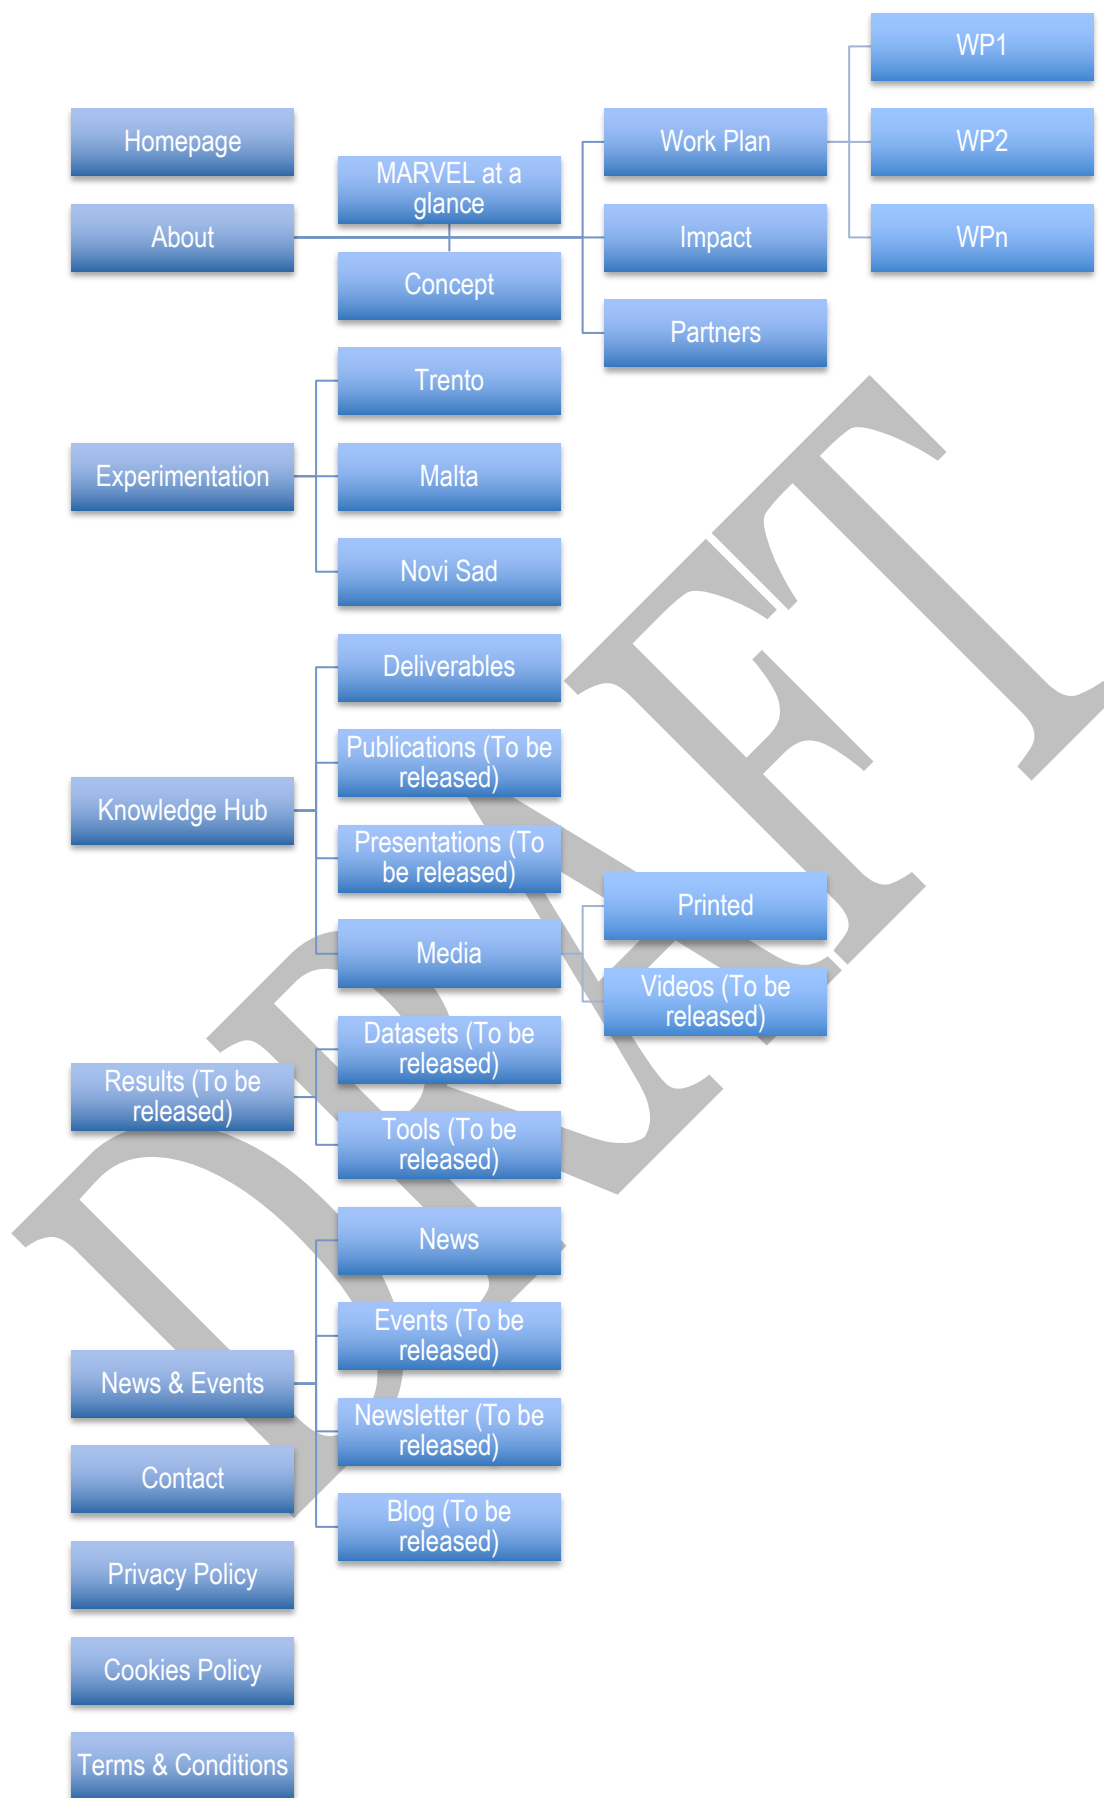 Homepage
About
MARVEL at a
glance
Concept
Work Plan
WP1
WP2
WPn
Impact
Partners
Experimentation
Trento
Malta
Novi Sad
Knowledge Hub
Deliverables
Publications (To be
released)
Presentations (To
be released)
Media
Printed
Videos (To be
released)
Results (To be
released)
Datasets (To be
released)
Tools (To be
released)
News & Events
News
Events (To be
released)
Newsletter (To be
released)
Blog (To be
released)
Contact
Privacy Policy
Cookies Policy
Terms & Conditions
DRAFT